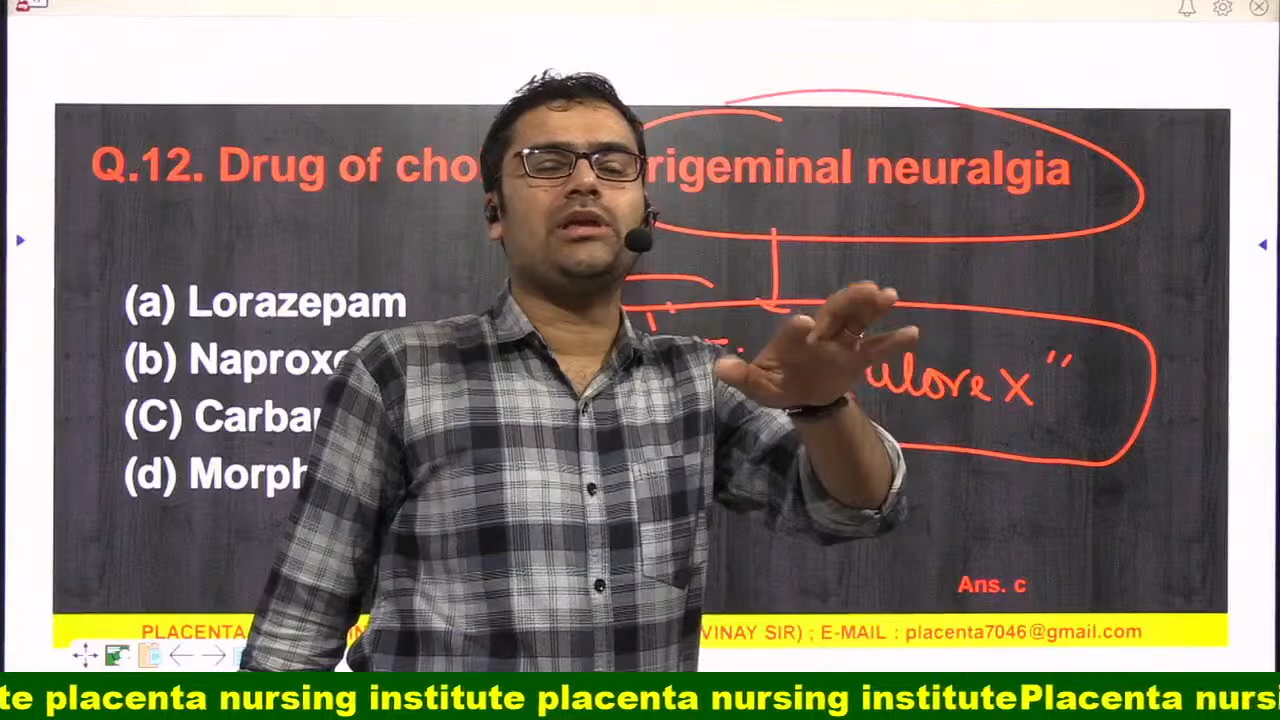 Q.12. Drug of cho rigeminal neuralgia
(a) Lorazepam
(b) Naproxe
(C) Carba
(d) Morph
ulorex"
Ans. c
PLACENTA VINAY SIR) ; E-MAIL : placenta7046@gmail.com
te placenta nursing institute placenta nursing institutePlacenta nursi